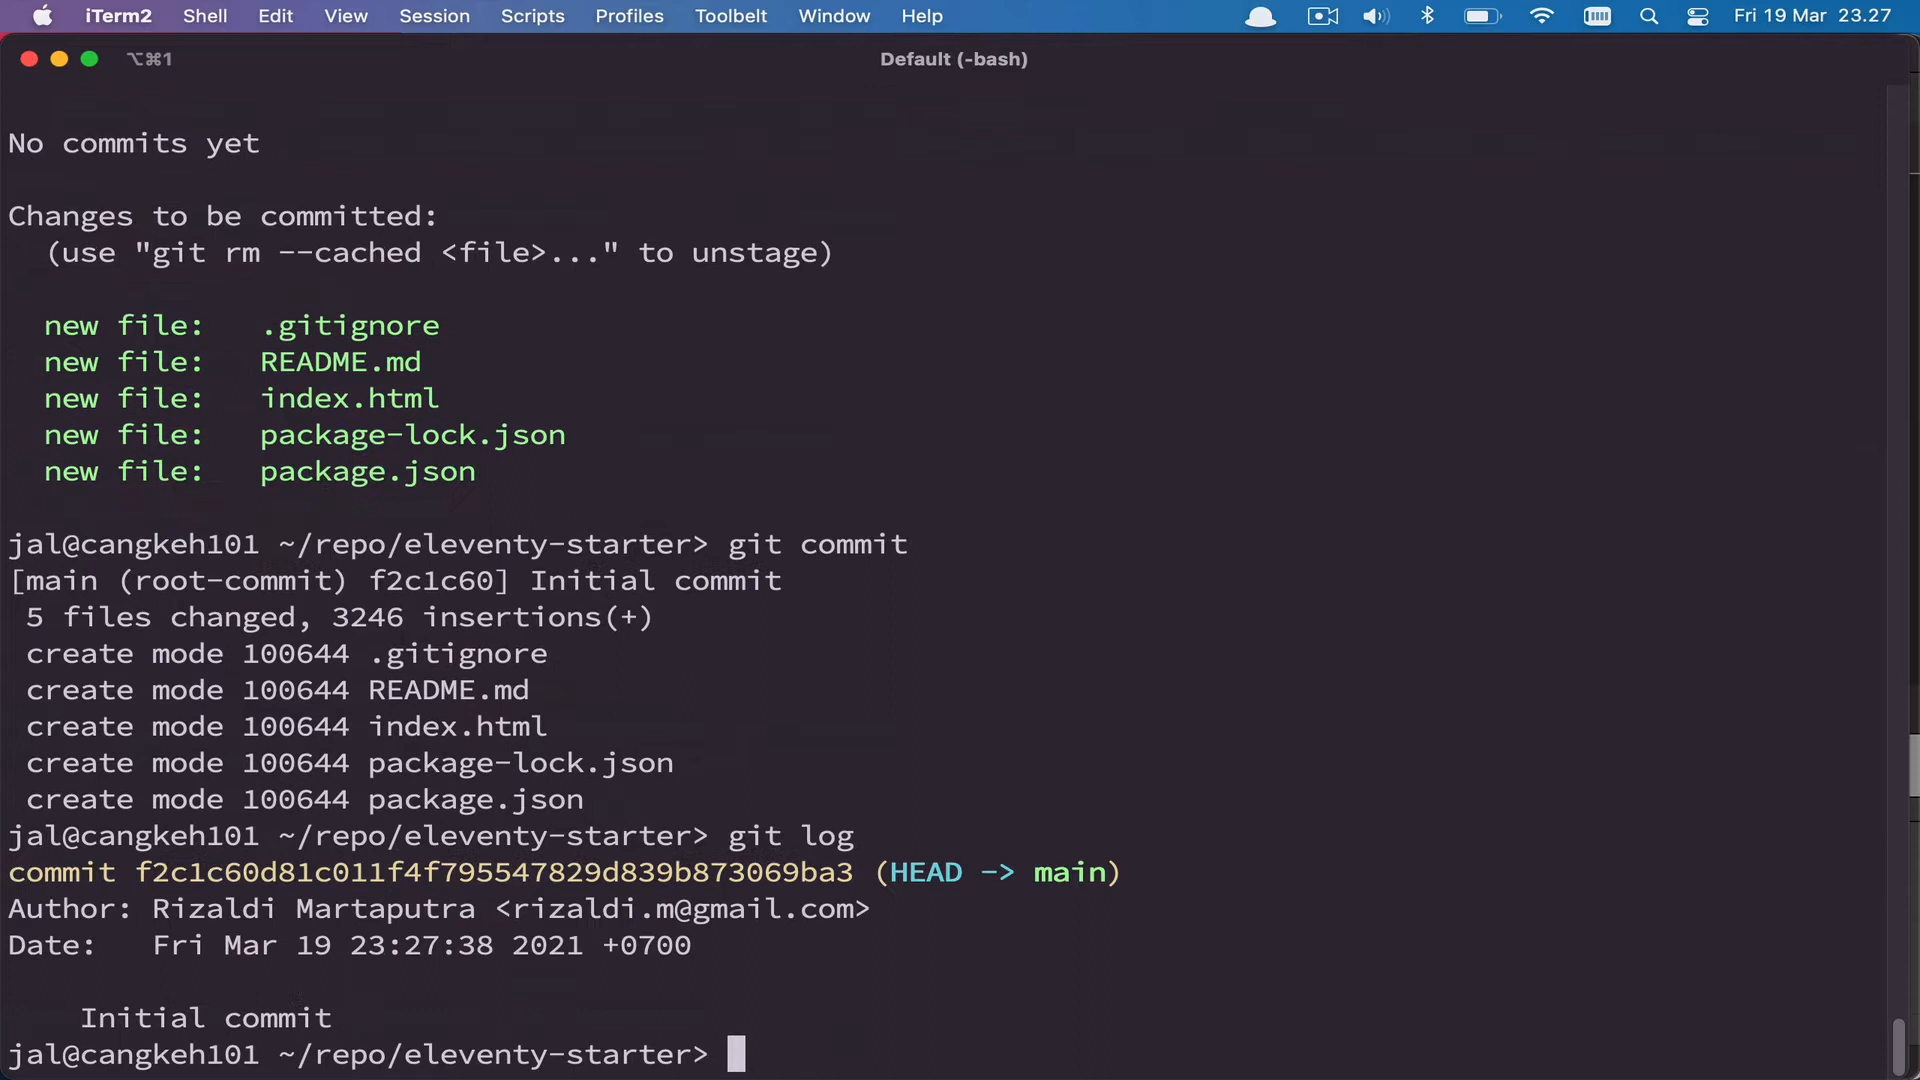 iTerm2 Shell Edit View Session Scripts Profiles Toolbelt Window Help Fri 19 Mar 23.27
⌥⌘1 Default (-bash)
No commits yet
Changes to be committed:
(use "git rm --cached <file>..." to unstage)
new file: .gitignore
new file: README.md
new file: index.html
new file: package-lock.json
new file: package.json
jal@cangkeh101 ~/repo/eleventy-starter> git commit
[main (root-commit) f2c1c60] Initial commit
5 files changed, 3246 insertions(+)
create mode 100644 .gitignore
create mode 100644 README.md
create mode 100644 index.html
create mode 100644 package-lock.json
create mode 100644 package.json
jal@cangkeh101 ~/repo/eleventy-starter> git log
commit f2c1c60d81c011f4f795547829d839b873069ba3 (HEAD -> main)
Author: Rizaldi Martaputra <rizaldi.m@gmail.com>
Date: Fri Mar 19 23:27:38 2021 +0700
Initial commit
jal@cangkeh101 ~/repo/eleventy-starter>